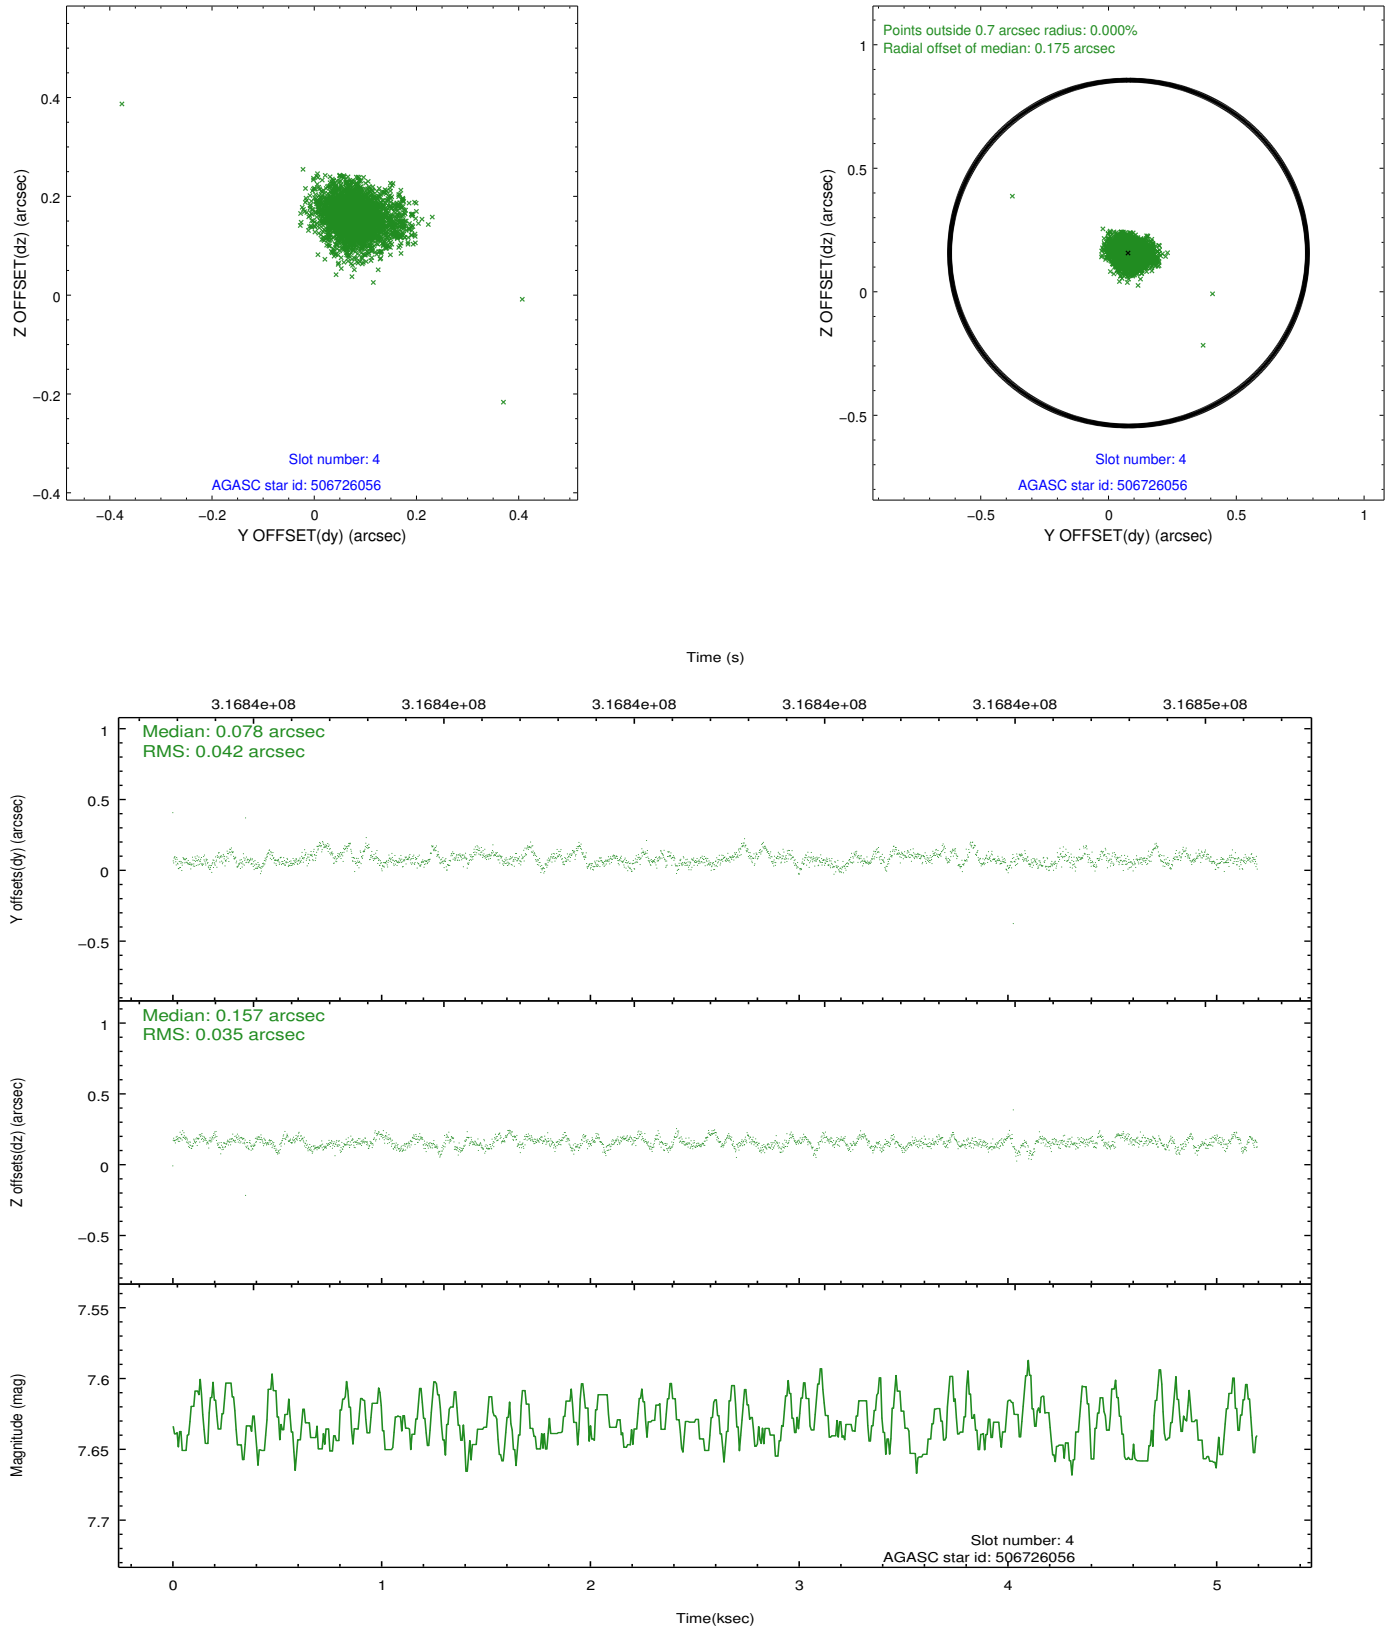 0.4
0.2
0
−0.2
−0.4
Z OFFSET(dz) (arcsec)
Slot number: 4
AGASC star id: 506726056
−0.4 −0.2 0 0.2 0.4
Y OFFSET(dy) (arcsec)
Points outside 0.7 arcsec radius: 0.000%
Radial offset of median: 0.175 arcsec
1
0.5
0
−0.5
Z OFFSET(dz) (arcsec)
Slot number: 4
AGASC star id: 506726056
−0.5 0 0.5 1
Y OFFSET(dy) (arcsec)
Time (s)
3.1684e+08 3.1684e+08 3.1684e+08 3.1684e+08 3.1684e+08 3.1685e+08
Median: 0.078 arcsec
RMS: 0.042 arcsec
1
0.5
0
−0.5
Y offsets(dy) (arcsec)
Median: 0.157 arcsec
RMS: 0.035 arcsec
1
0.5
0
−0.5
Z offsets(dz) (arcsec)
7.55
7.6
7.65
7.7
Magnitude (mag)
Slot number: 4
AGASC star id: 506726056
0 1 2 3 4 5
Time(ksec)